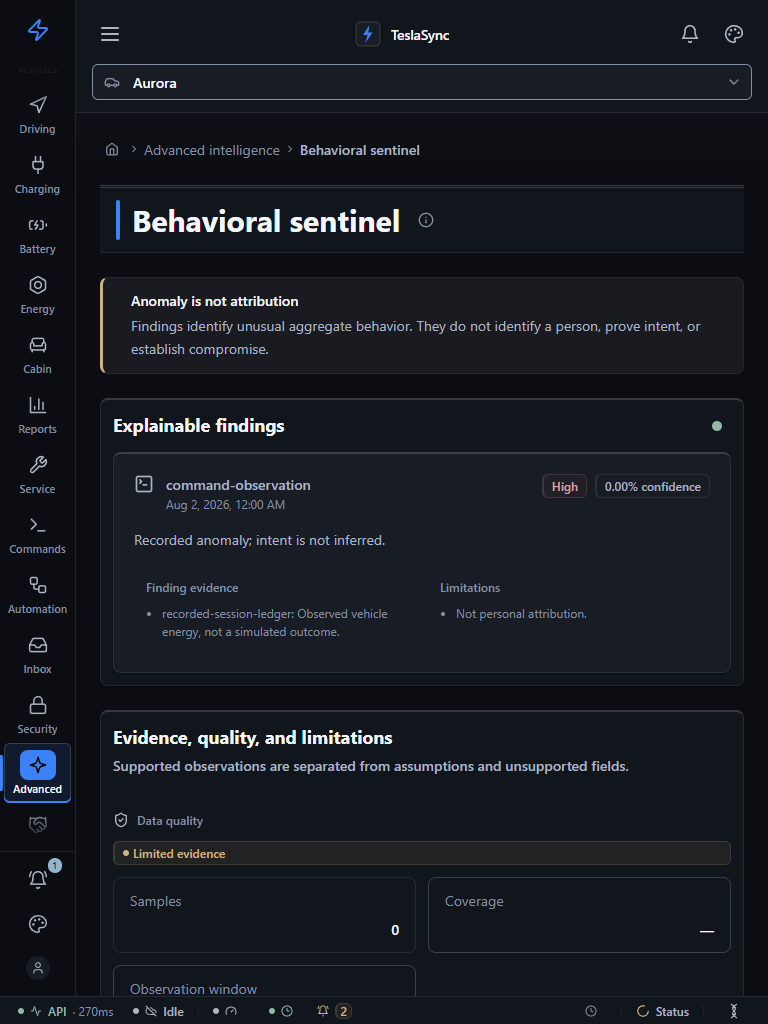 TeslaSync
Aurora
Advanced intelligence
Behavioral sentinel
Behavioral sentinel
Anomaly is not attribution
Findings identify unusual aggregate behavior. They do not identify a person, prove intent, or
establish compromise.
Explainable findings
command-observation
High
0.00% confidence
Aug 2, 2026, 12:00 AM
Recorded anomaly; intent is not inferred.
Finding evidence
recorded-session-ledger: Observed vehicle
energy, not a simulated outcome.
Limitations
Not personal attribution.
Evidence, quality, and limitations
Supported observations are separated from assumptions and unsupported fields.
Data quality
Limited evidence
Samples
0
Coverage
—
Observation window
Driving
Charging
Battery
Energy
Cabin
Reports
Service
Commands
Automation
Inbox
Security
Advanced
1
API · 270ms
Idle
2
Status